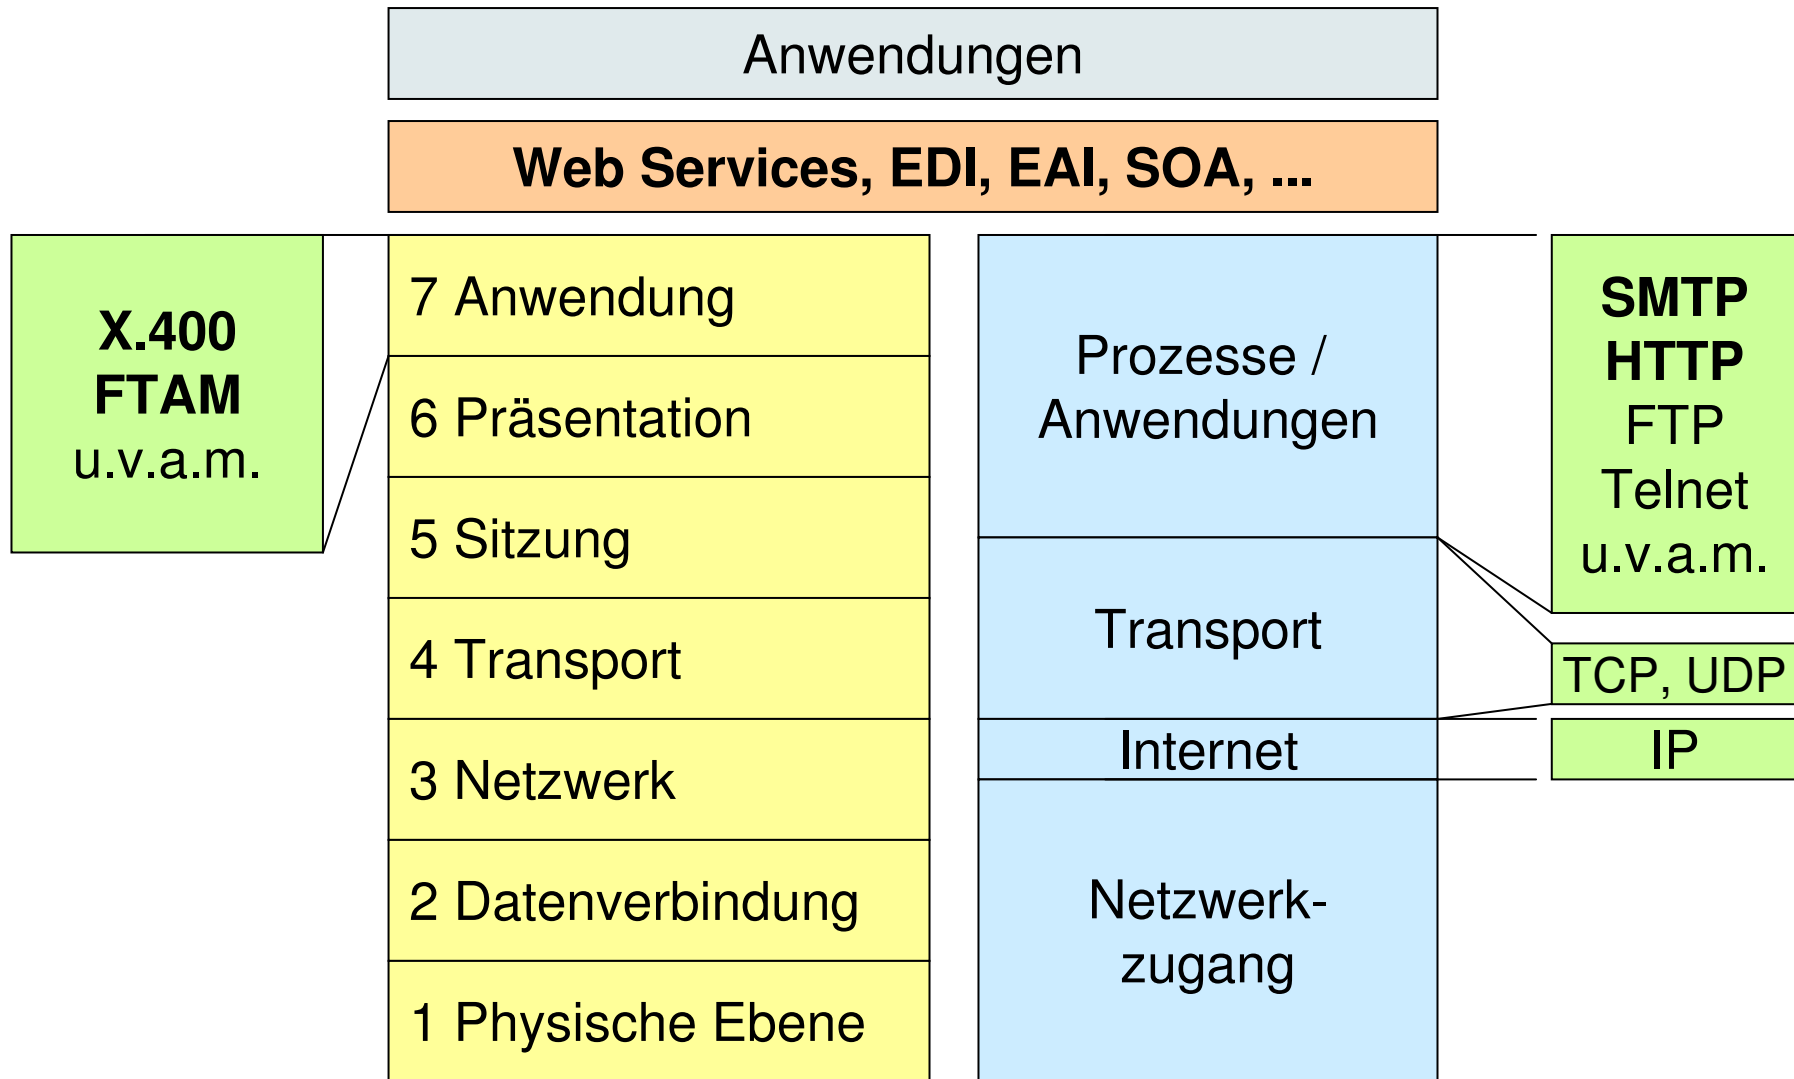 Anwendungen
Web Services, EDI, EAI, SOA, ...
X.400
FTAM
u.v.a.m.
7 Anwendung
6 Präsentation
5 Sitzung
4 Transport
3 Netzwerk
2 Datenverbindung
1 Physische Ebene
Prozesse /
Anwendungen
Transport
Internet
Netzwerk-
zugang
SMTP
HTTP
FTP
Telnet
u.v.a.m.
TCP, UDP
IP